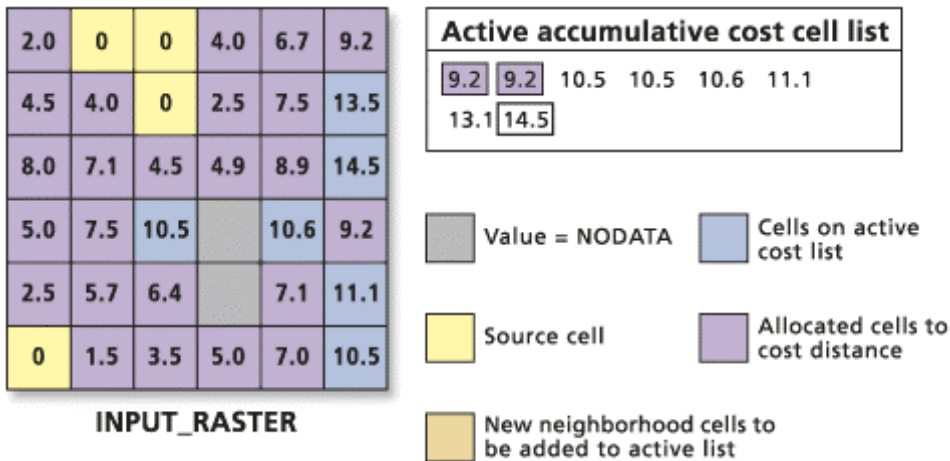 2.0 0 0 4.0 6.7 9.2
4.5 4.0 0 2.5 7.5 13.5
8.0 7.1 4.5 4.9 8.9 14.5
5.0 7.5 10.5 10.6 9.2
2.5 5.7 6.4 7.1 11.1
0 1.5 3.5 5.0 7.0 10.5
INPUT_RASTER
Active accumulative cost cell list
9.2 9.2 10.5 10.5 10.6 11.1
13.1 14.5
Value = NODATA
Cells on active
cost list
Source cell
Allocated cells to
cost distance
New neighborhood cells to
be added to active list